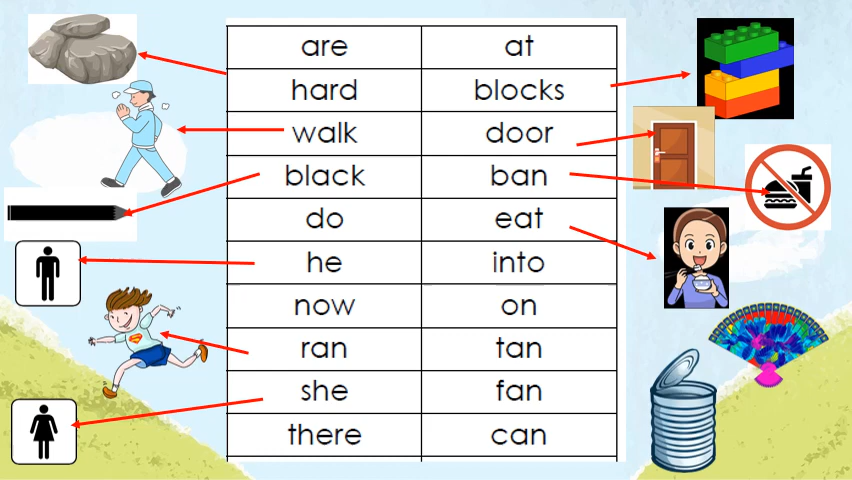 are at
hard blocks
walk door
black ban
do eat
he into
now on
ran tan
she fan
there can